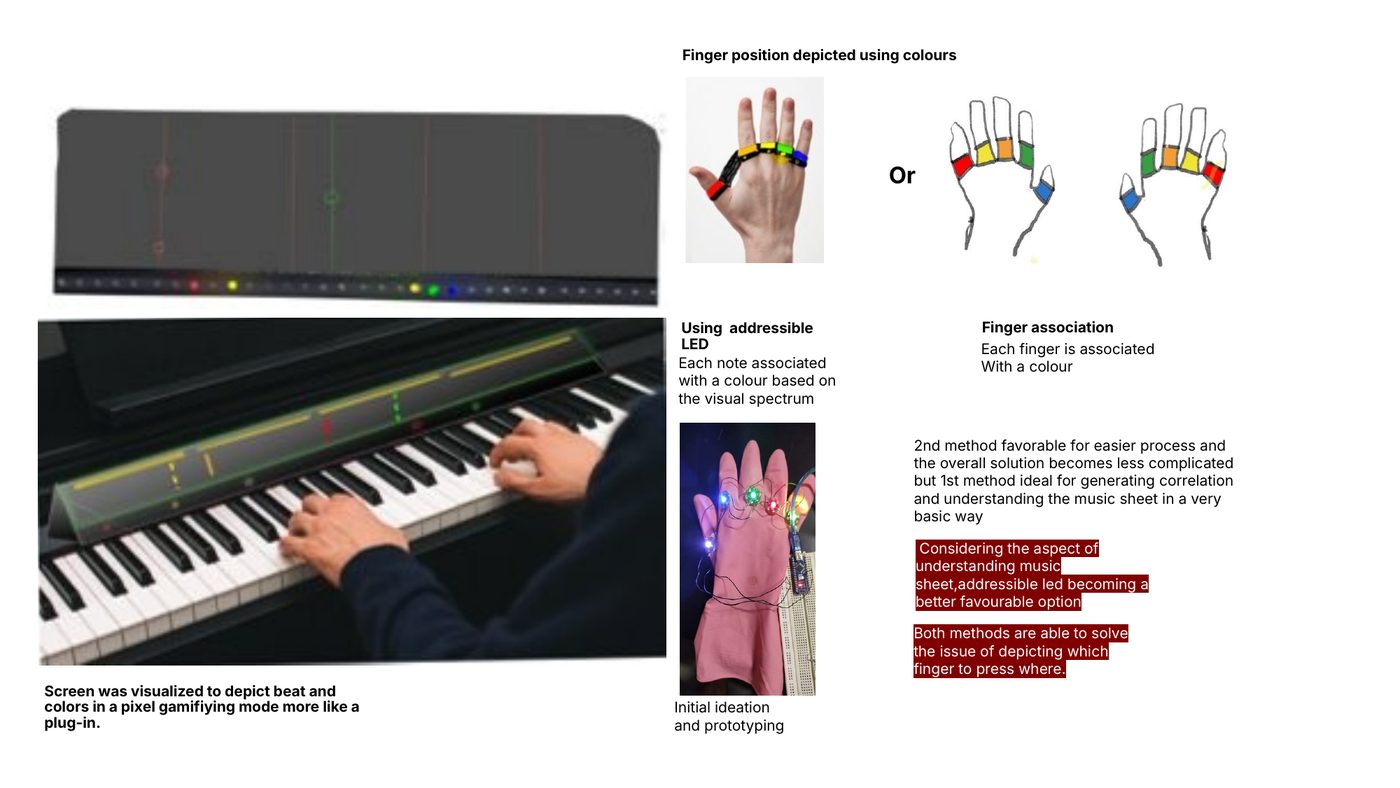 Finger position depicted using colours
Or
Using addressible
LED
Each note associated
with a colour based on
the visual spectrum
Finger association
Each finger is associated
With a colour
2nd method favorable for easier process and
the overall solution becomes less complicated
but 1st method ideal for generating correlation
and understanding the music sheet in a very
basic way
Considering the aspect of
understanding music
sheet,addressible led becoming a
better favourable option
Both methods are able to solve
the issue of depicting which
finger to press where.
Screen was visualized to depict beat and
colors in a pixel gamifiying mode more like a
plug-in.
Initial ideation
and prototyping